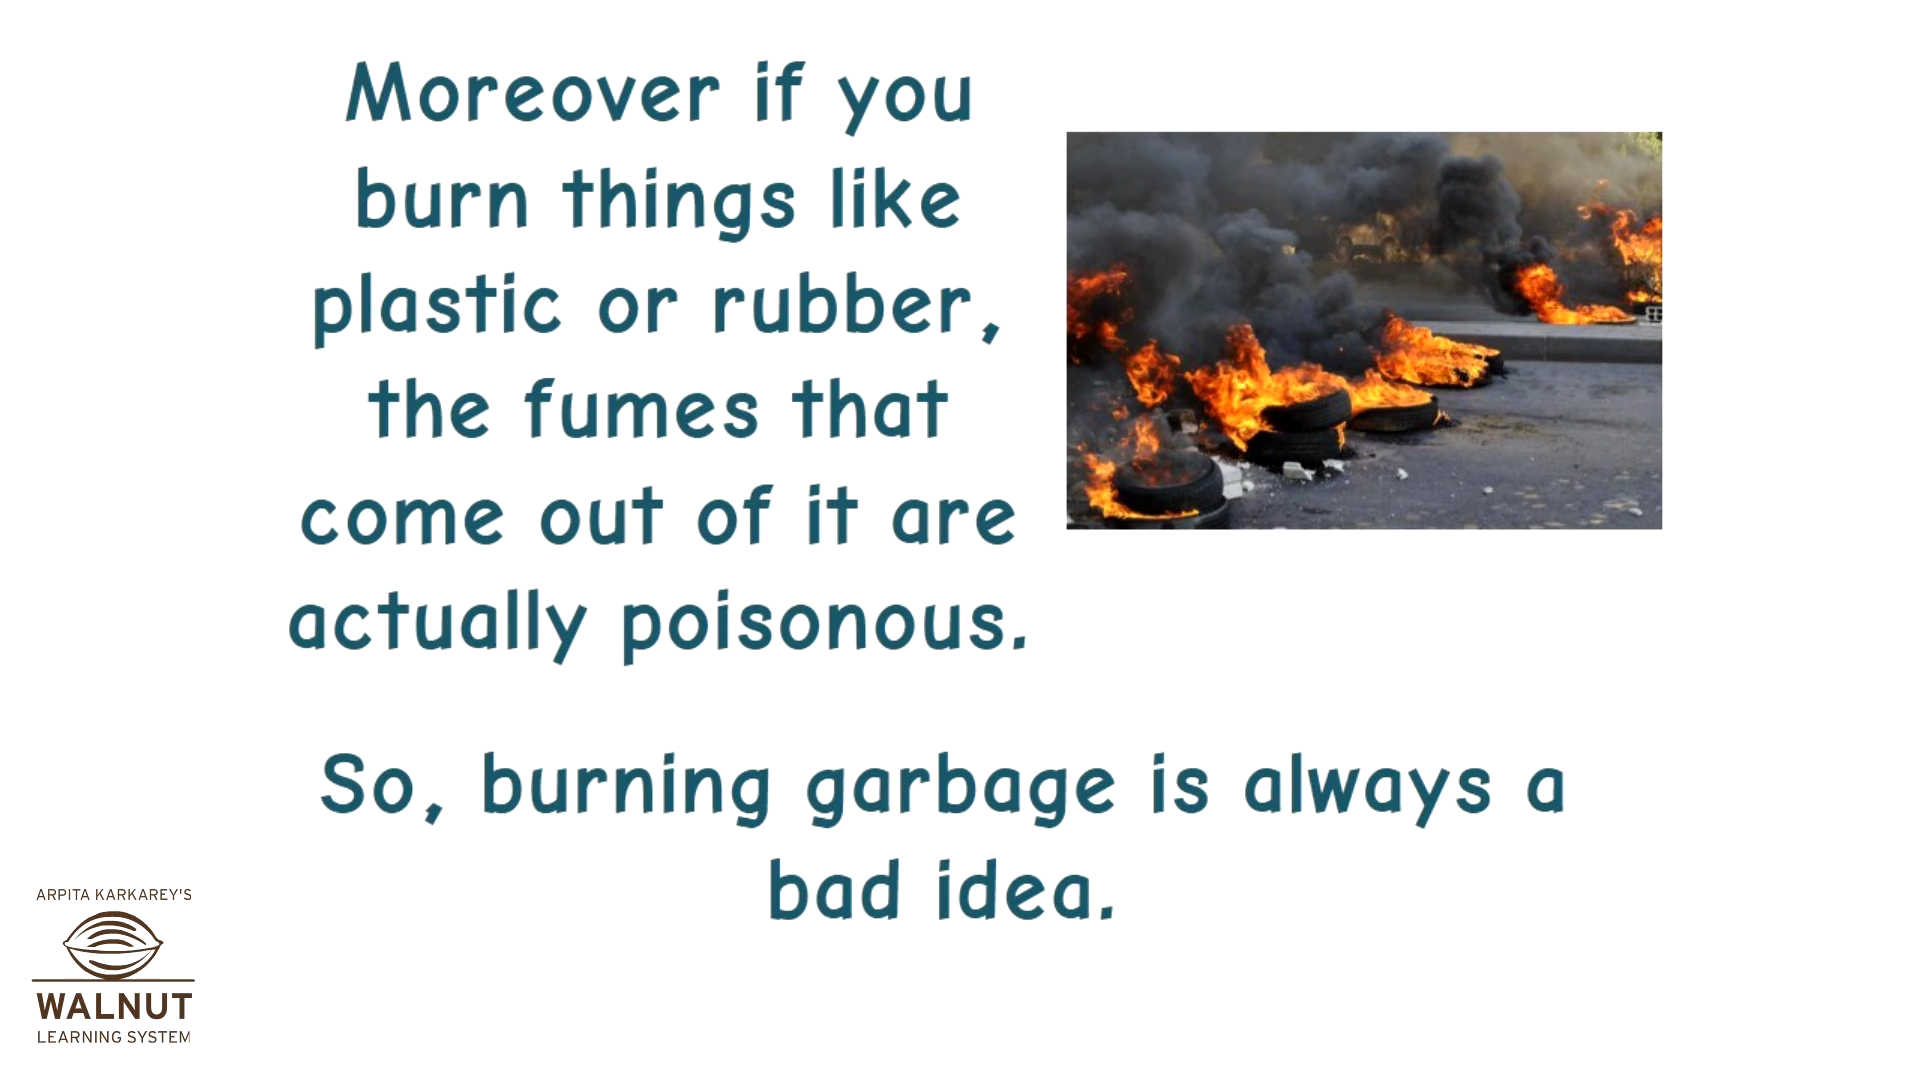 Moreover if you
burn things like
plastic or rubber,
the fumes that
come out of it are
actually poisonous.
So, burning garbage is always a
bad idea.
ARPITA KARKAREY'S
WALNUT
LEARNING SYSTEM